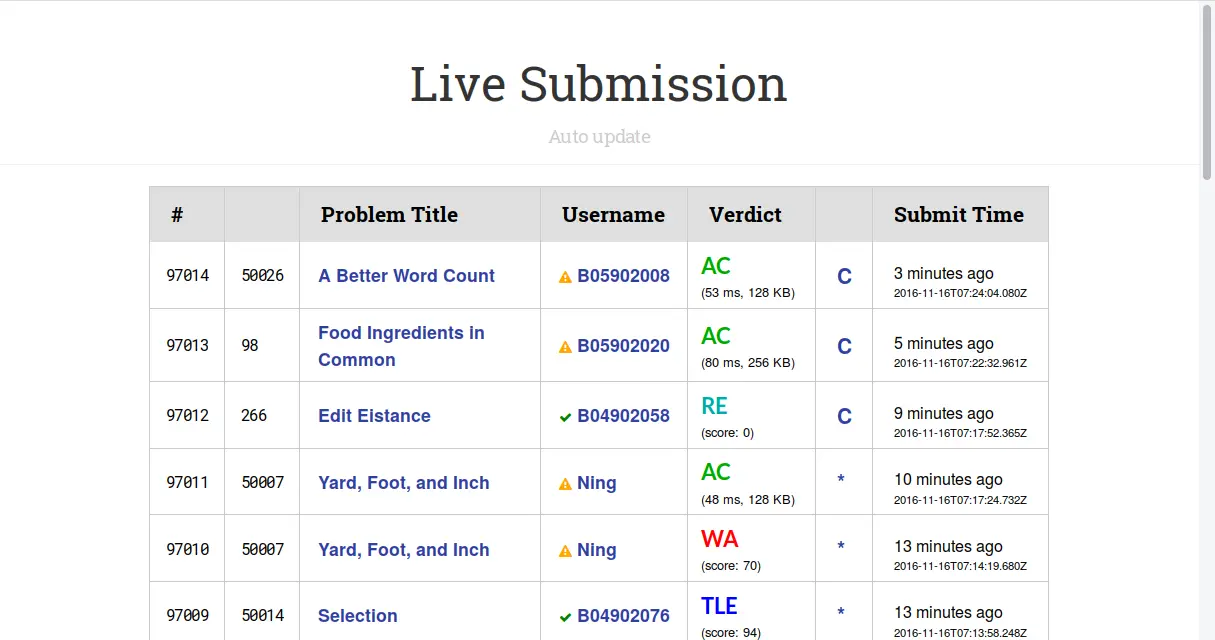 Live Submission
Auto update
# Problem Title Username Verdict Submit Time
97014 50026 A Better Word Count B05902008 AC (53 ms, 128 KB) C 3 minutes ago 2016-11-16T07:24:04.080Z
97013 98 Food Ingredients in Common B05902020 AC (80 ms, 256 KB) C 5 minutes ago 2016-11-16T07:22:32.961Z
97012 266 Edit Eistance B04902058 RE (score: 0) C 9 minutes ago 2016-11-16T07:17:52.365Z
97011 50007 Yard, Foot, and Inch Ning AC (48 ms, 128 KB) * 10 minutes ago 2016-11-16T07:17:24.732Z
97010 50007 Yard, Foot, and Inch Ning WA (score: 70) * 13 minutes ago 2016-11-16T07:14:19.680Z
97009 50014 Selection B04902076 TLE (score: 94) * 13 minutes ago 2016-11-16T07:13:58.248Z